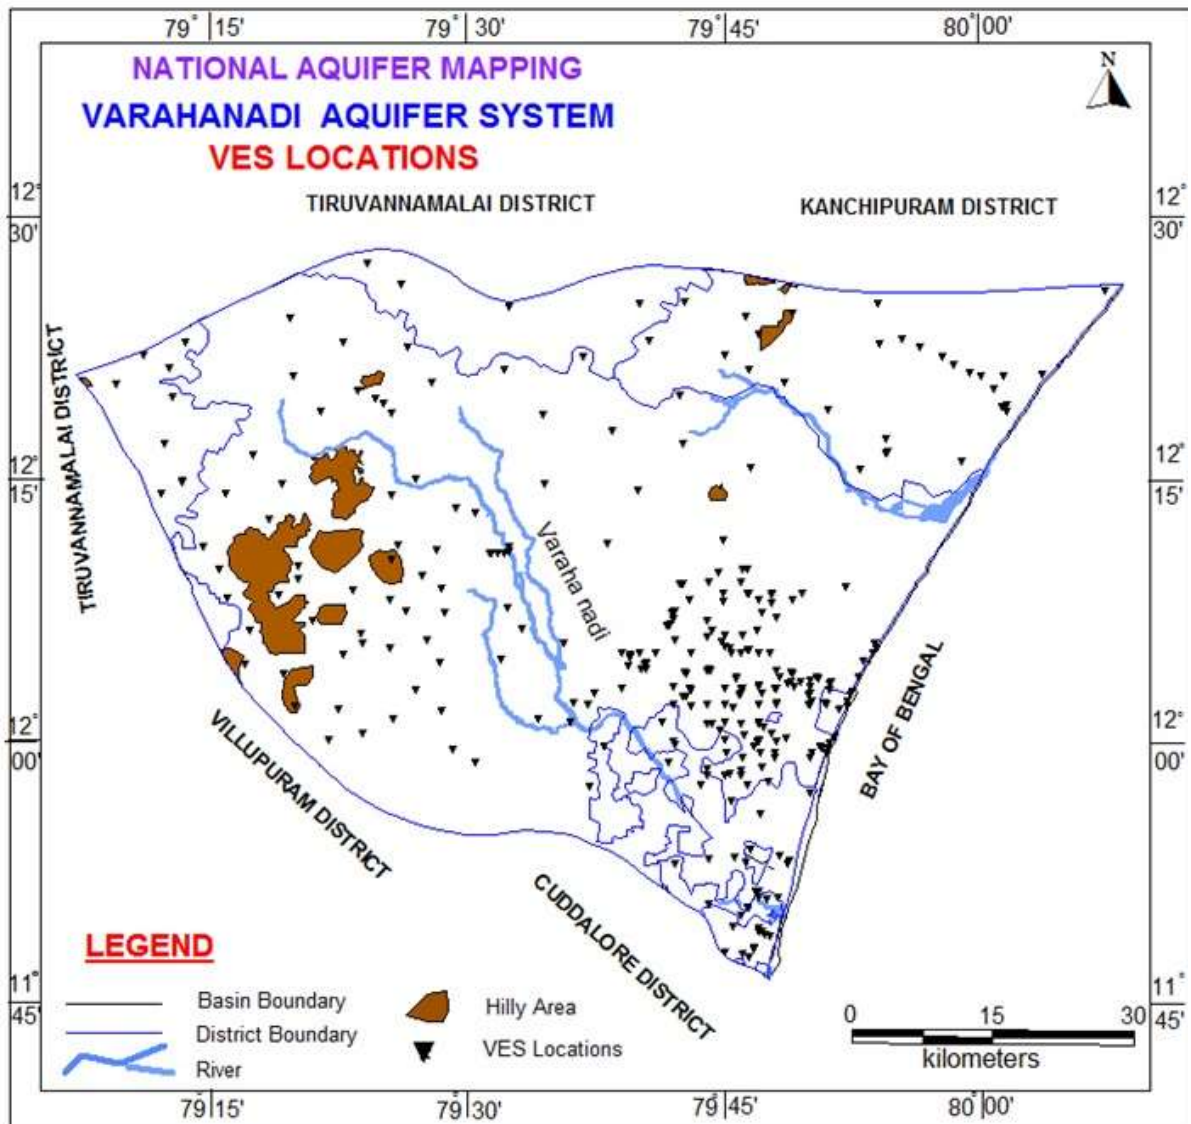 79° 15' 79° 30' 79° 45' 80° 00'
NATIONAL AQUIFER MAPPING
VARAHANADI AQUIFER SYSTEM
VES LOCATIONS
N
12° 30'
12° 30'
TIRUVANNAMALAI DISTRICT
KANCHIPURAM DISTRICT
TIRUVANNAMALAI DISTRICT
12° 15'
12° 15'
Varaha nadi
BAY OF BENGAL
12° 00'
12° 00'
VILLUPURAM DISTRICT
CUDDALORE DISTRICT
11° 45'
11° 45'
LEGEND
Basin Boundary
District Boundary
River
Hilly Area
VES Locations
0 15 30
kilometers
79° 15' 79° 30' 79° 45' 80° 00'